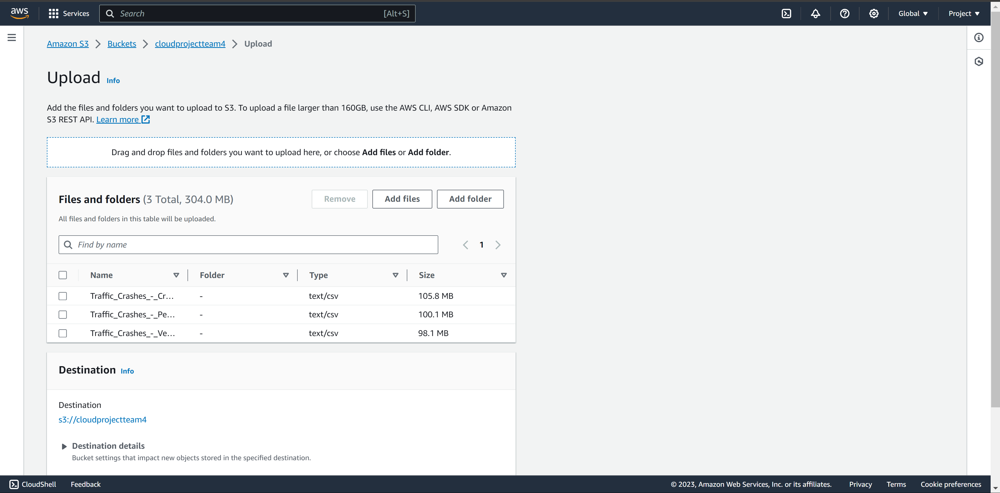 aws Services Search [Alt+S] Global Project
Amazon S3 Buckets cloudprojectteam4 Upload
Upload Info
Add the files and folders you want to upload to S3. To upload a file larger than 160GB, use the AWS CLI, AWS SDK or Amazon
S3 REST API. Learn more
Drag and drop files and folders you want to upload here, or choose Add files or Add folder.
Files and folders (3 Total, 304.0 MB) Remove Add files Add folder
All files and folders in this table will be uploaded.
Find by name 1
Name Folder Type Size
Traffic_Crashes_-_Cr... - text/csv 105.8 MB
Traffic_Crashes_-_Pe... - text/csv 100.1 MB
Traffic_Crashes_-_Ve... - text/csv 98.1 MB
Destination Info
Destination
s3://cloudprojectteam4
Destination details
Bucket settings that impact new objects stored in the specified destination.
CloudShell Feedback © 2023, Amazon Web Services, Inc. or its affiliates. Privacy Terms Cookie preferences